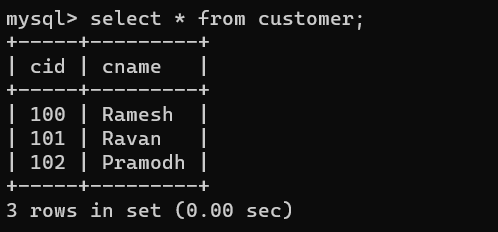 mysql> select * from customer;
+-----+---------+
| cid | cname   |
+-----+---------+
| 100 | Ramesh  |
| 101 | Ravan   |
| 102 | Pramodh |
+-----+---------+
3 rows in set (0.00 sec)